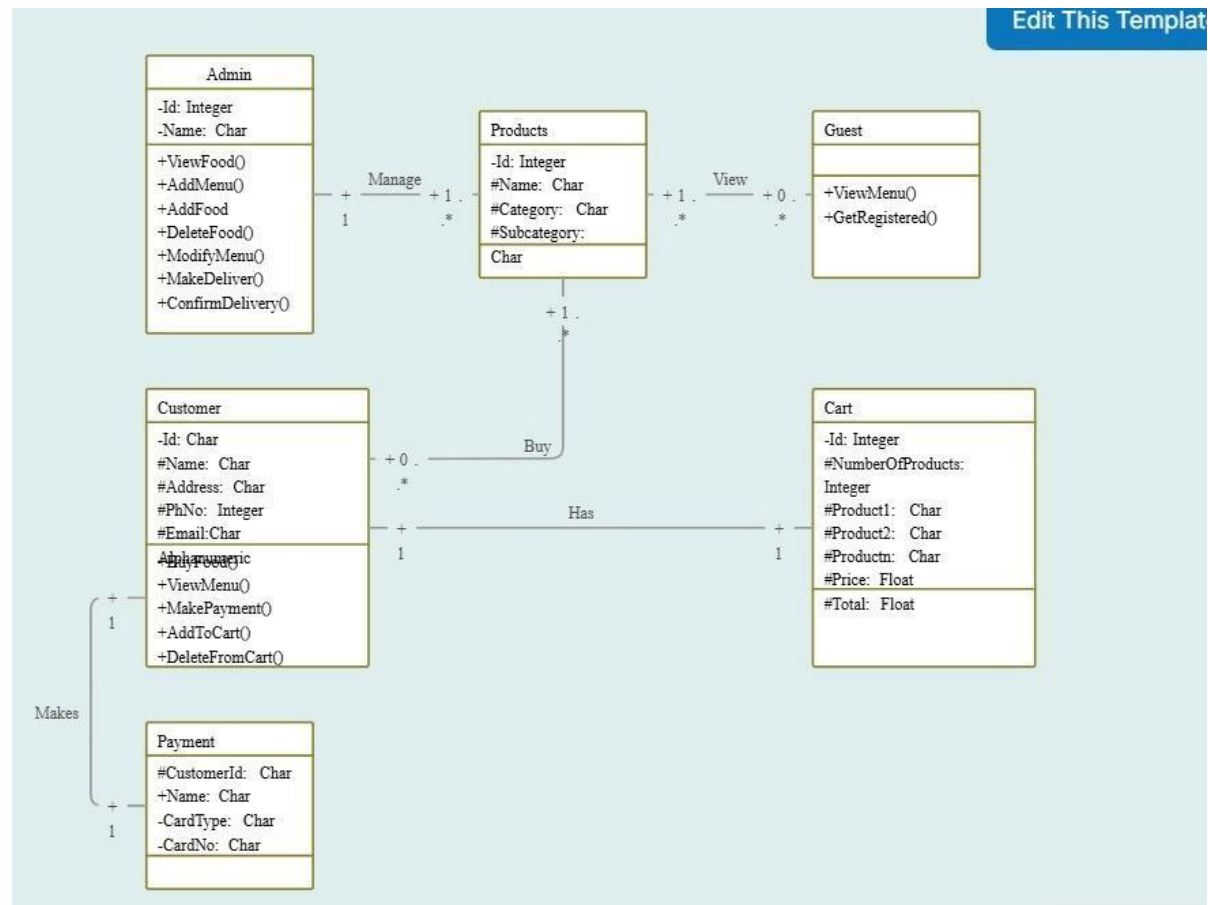 Edit This Templat
Admin
-Id: Integer
-Name: Char
+ViewFood()
+AddMenu()
+AddFood
+DeleteFood()
+ModifyMenu()
+MakeDeliver()
+ConfirmDelivery()
+
1
Manage
+ 1 .
.*
Products
-Id: Integer
#Name: Char
#Category: Char
#Subcategory:
Char
+ 1 .
.*
View
+ 0 .
.*
Guest
+ViewMenu()
+GetRegistered()
+ 1 .
.*
Buy
+ 0 .
.*
Customer
-Id: Char
#Name: Char
#Address: Char
#PhNo: Integer
#Email:Char
Alphanumeric
+BuyFood()
+ViewMenu()
+MakePayment()
+AddToCart()
+DeleteFromCart()
+
1
Has
+
1
Cart
-Id: Integer
#NumberOfProducts:
Integer
#Product1: Char
#Product2: Char
#Productn: Char
#Price: Float
#Total: Float
+
1
Makes
+
1
Payment
#CustomerId: Char
+Name: Char
-CardType: Char
-CardNo: Char